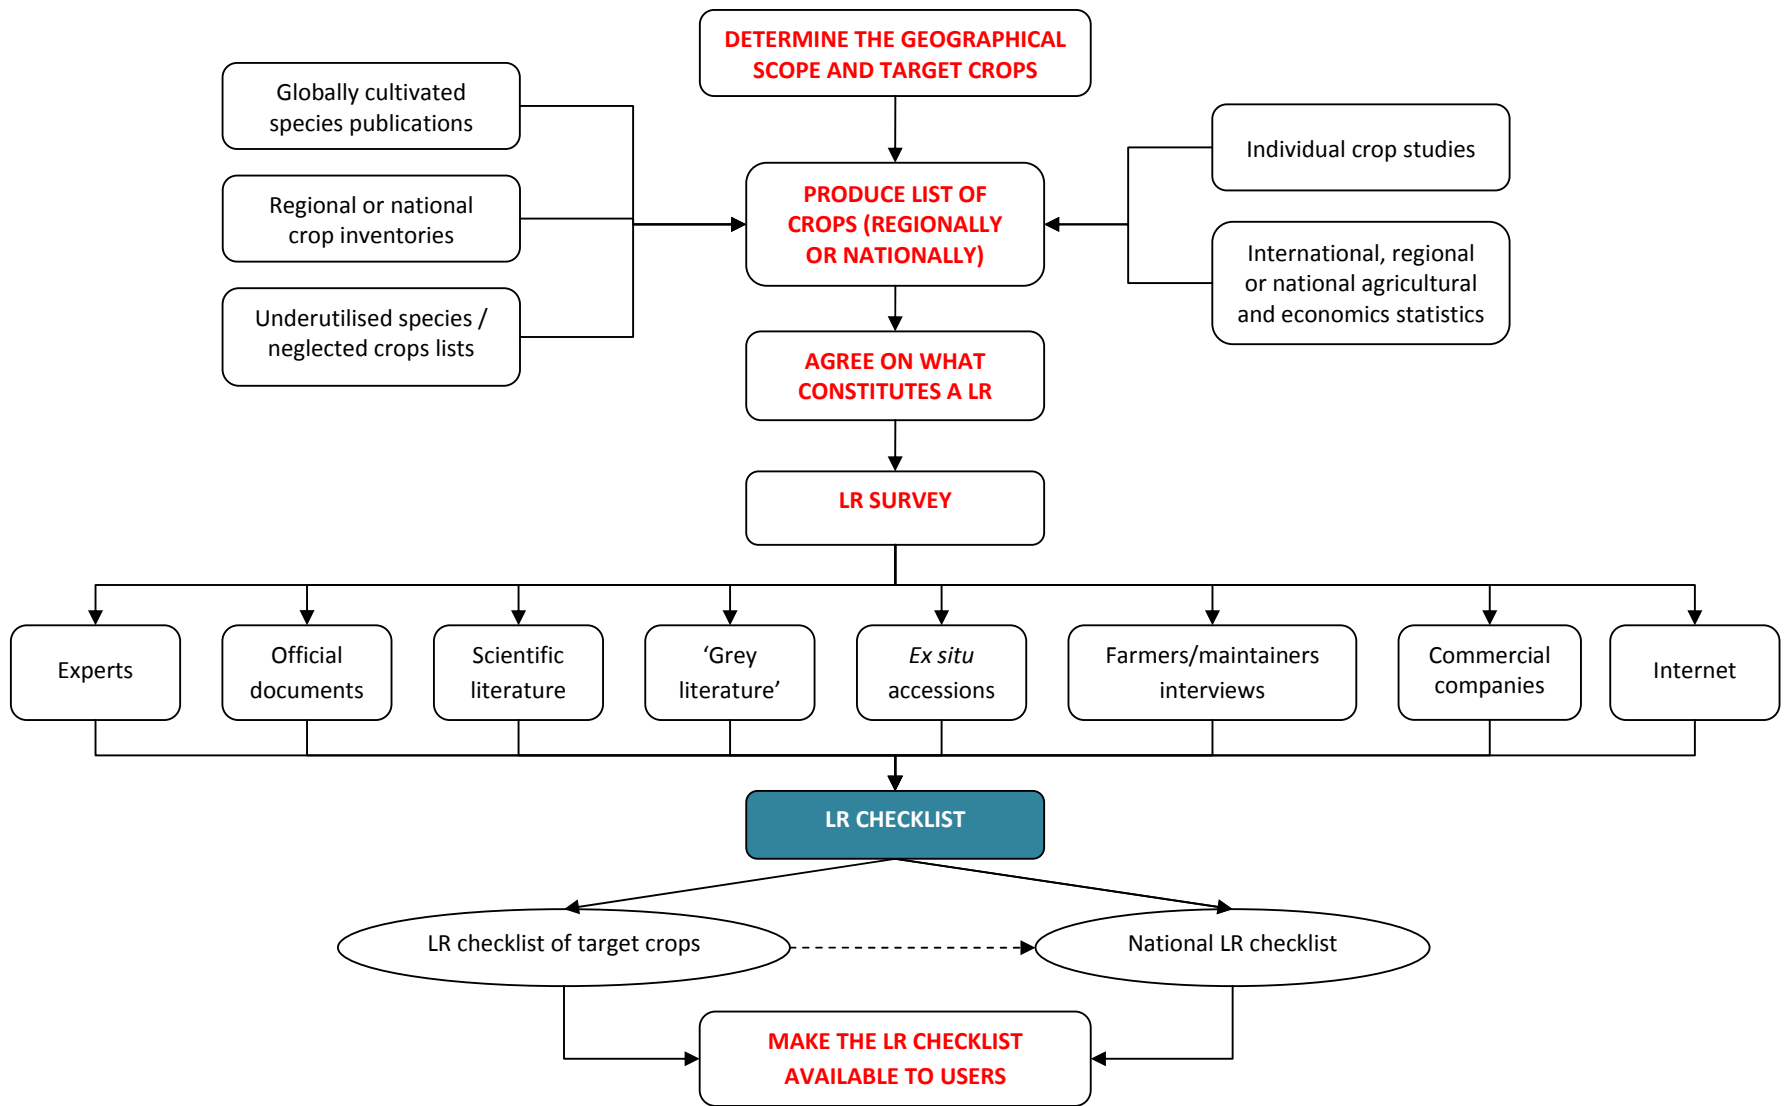 DETERMINE THE GEOGRAPHICAL
SCOPE AND TARGET CROPS
Globally cultivated
species publications
Regional or national
crop inventories
Underutilised species /
neglected crops lists
PRODUCE LIST OF
CROPS (REGIONALLY
OR NATIONALLY)
Individual crop studies
International, regional
or national agricultural
and economics statistics
AGREE ON WHAT
CONSTITUTES A LR
LR SURVEY
Experts
Official
documents
Scientific
literature
‘Grey
literature’
Ex situ
accessions
Farmers/maintainers
interviews
Commercial
companies
Internet
LR CHECKLIST
LR checklist of target crops
National LR checklist
MAKE THE LR CHECKLIST
AVAILABLE TO USERS